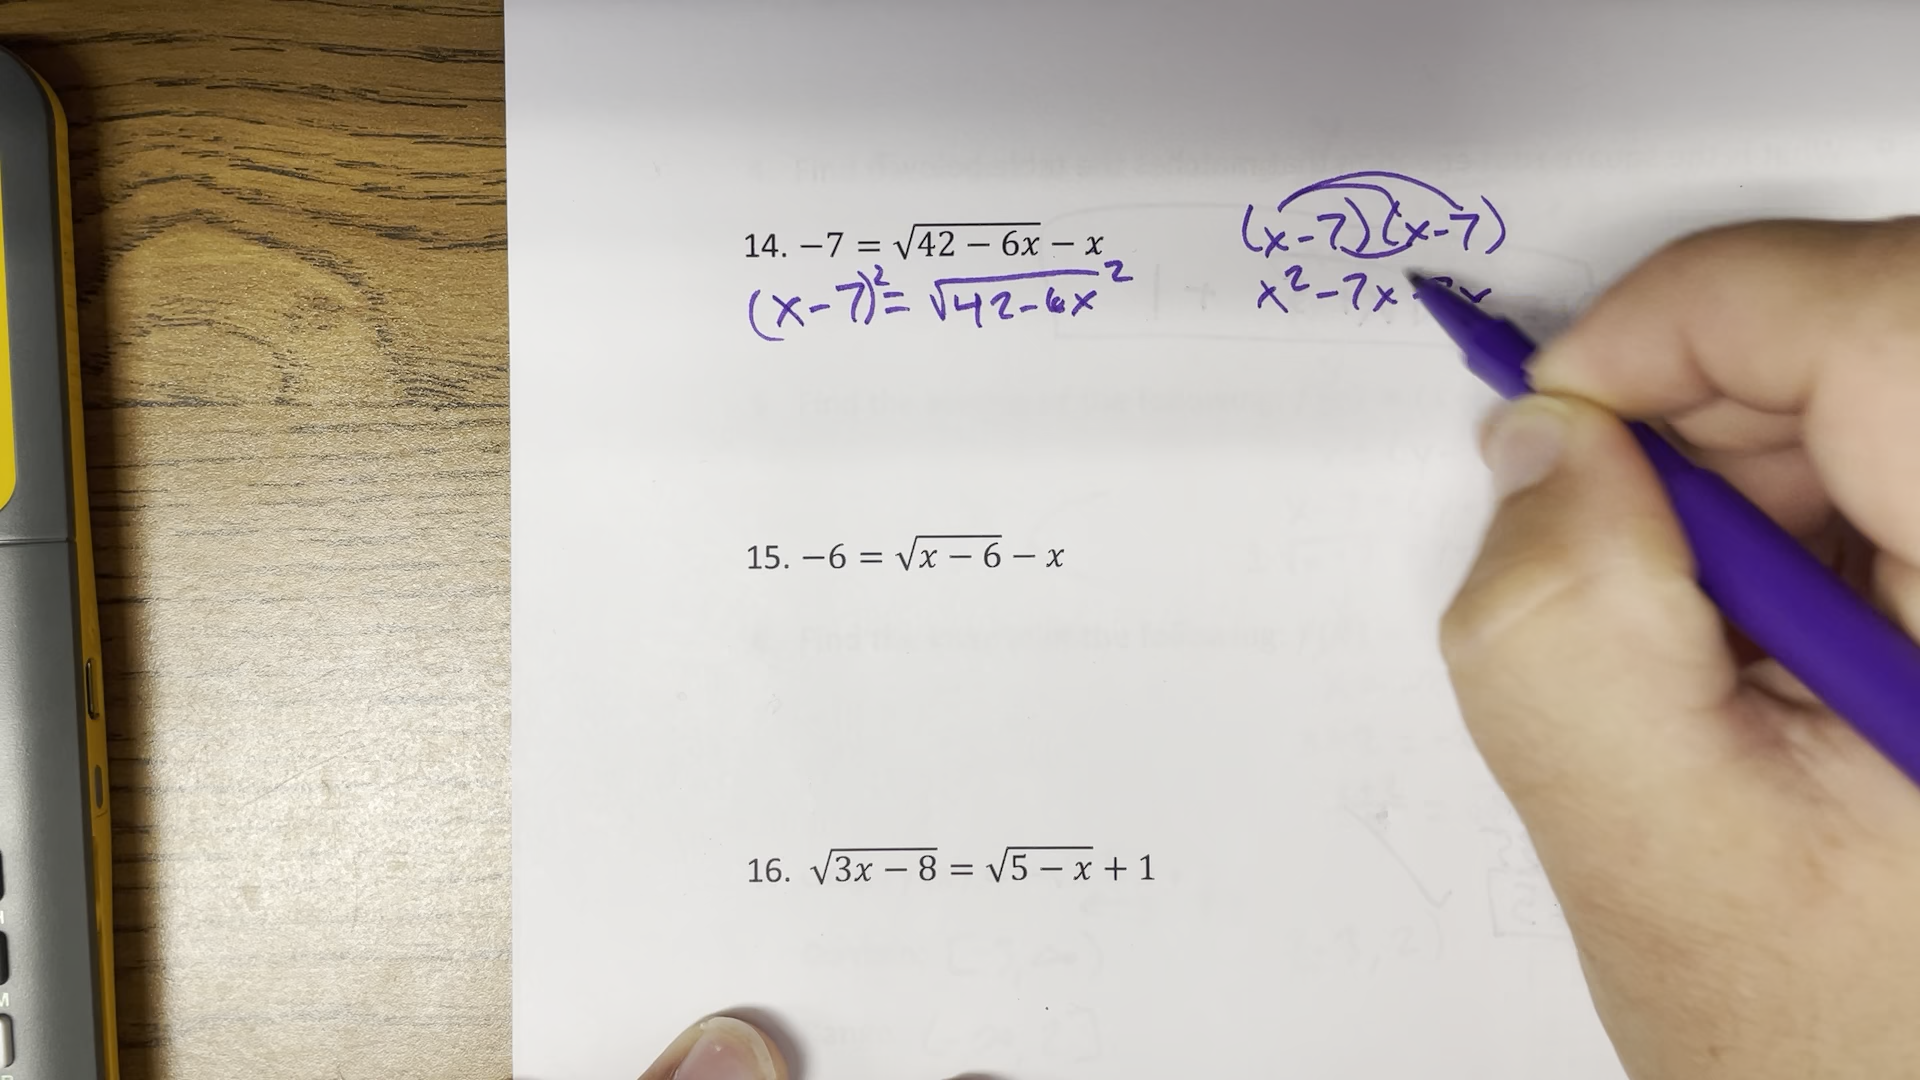 14. −7 = √(42 − 6x) − x
(x-7)² = √(42-6x)²
(x-7)(x-7)
x²-7x
15. −6 = √(x − 6) − x
16. √(3x − 8) = √(5 − x) + 1